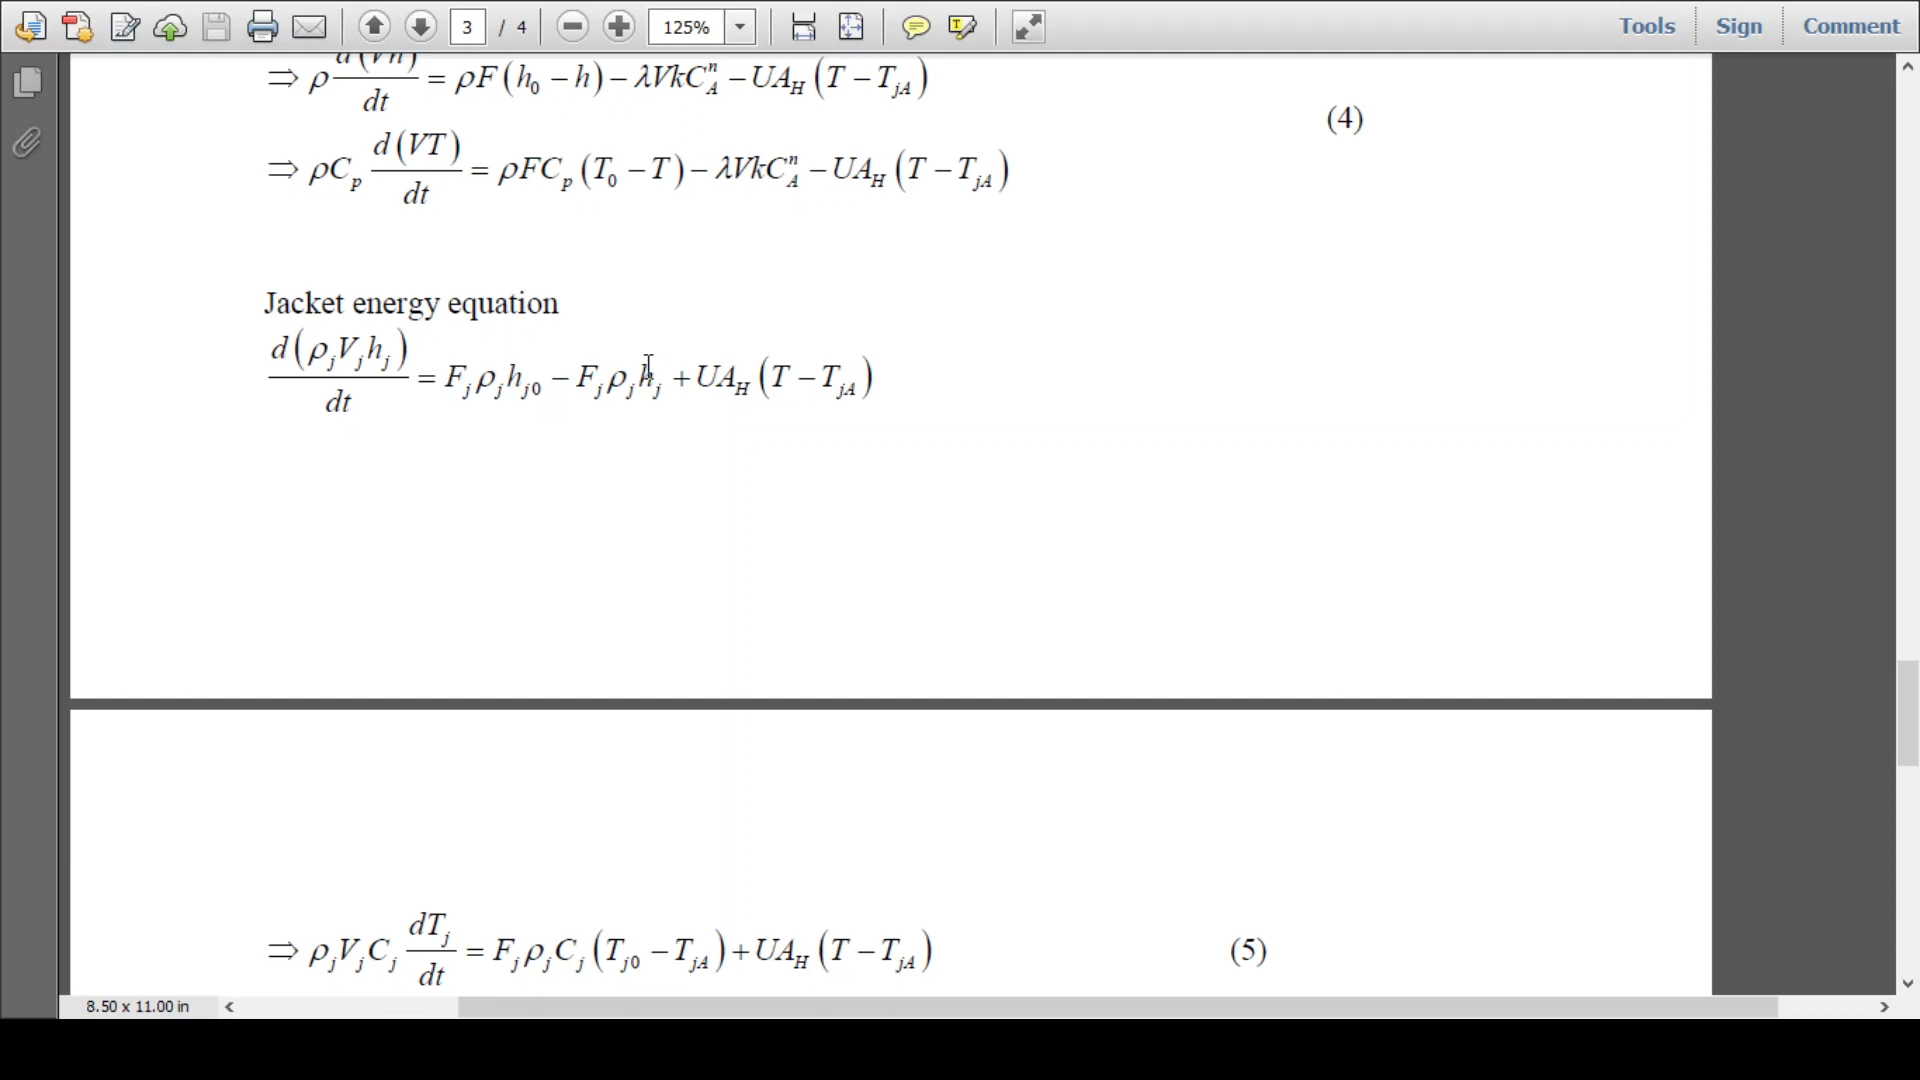 3 / 4 125% Tools Sign Comment
⇒ ρ d(Vh)/dt = ρF(h₀ − h) − λVkC_A^n − UA_H(T − T_jA)
(4)
⇒ ρC_p d(VT)/dt = ρFC_p(T₀ − T) − λVkC_A^n − UA_H(T − T_jA)
Jacket energy equation
d(ρ_jV_jh_j)/dt = F_jρ_jh_j0 − F_jρ_jh_j + UA_H(T − T_jA)
⇒ ρ_jV_jC_j dT_j/dt = F_jρ_jC_j(T_j0 − T_jA) + UA_H(T − T_jA) (5)
8.50 x 11.00 in